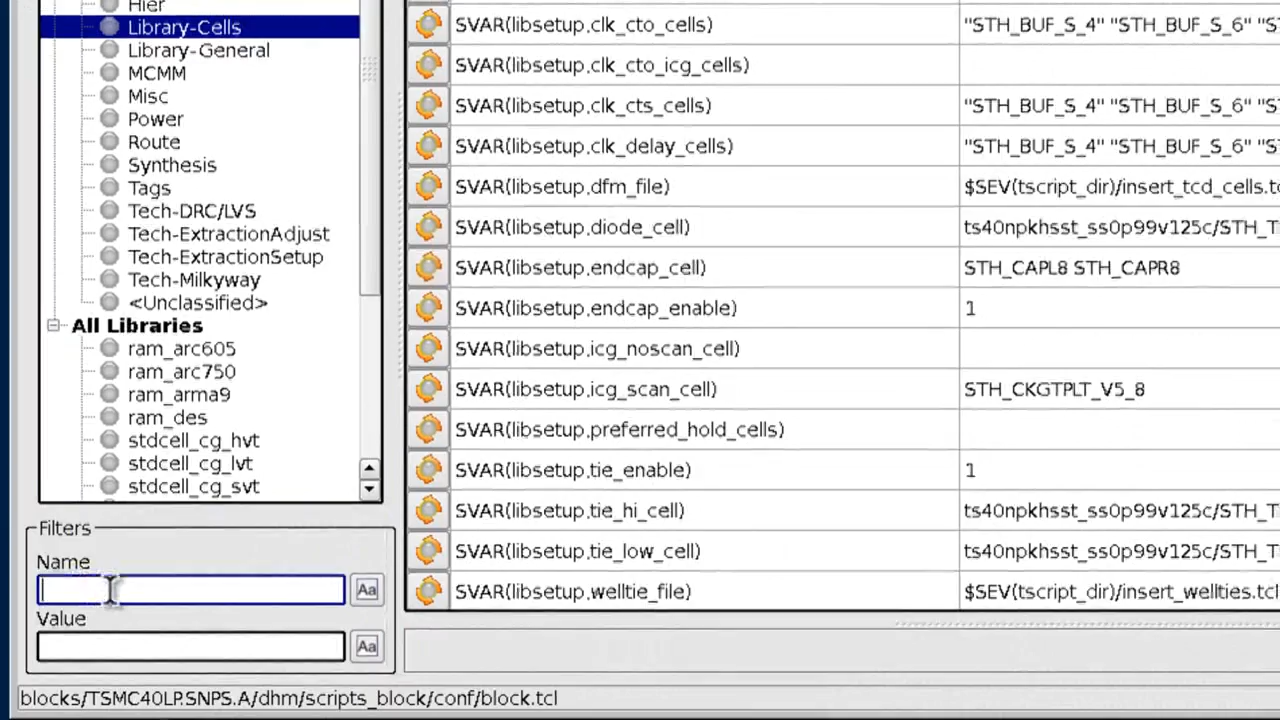 Hier
Library-Cells
Library-General
MCMM
Misc
Power
Route
Synthesis
Tags
Tech-DRC/LVS
Tech-ExtractionAdjust
Tech-ExtractionSetup
Tech-Milkyway
<Unclassified>
All Libraries
ram_arc605
ram_arc750
ram_arma9
ram_des
stdcell_cg_hvt
stdcell_cg_lvt
stdcell_cg_svt
Filters
Name
Aa
Value
Aa
SVAR(libsetup,clk_cto_cells) "STH_BUF_S_4" "STH_BUF_S_6"
SVAR(libsetup,clk_cto_icg_cells)
SVAR(libsetup,clk_cts_cells) "STH_BUF_S_4" "STH_BUF_S_6"
SVAR(libsetup,clk_delay_cells) "STH_BUF_S_4" "STH_BUF_S_6"
SVAR(libsetup,dfm_file) $SEV(tscript_dir)/insert_tcd_cells.tc
SVAR(libsetup,diode_cell) ts40npkhsst_ss0p99v125c/STH_T
SVAR(libsetup,endcap_cell) STH_CAPL8 STH_CAPR8
SVAR(libsetup,endcap_enable) 1
SVAR(libsetup,icg_noscan_cell)
SVAR(libsetup,icg_scan_cell) STH_CKGTPLT_V5_8
SVAR(libsetup,preferred_hold_cells)
SVAR(libsetup,tie_enable) 1
SVAR(libsetup,tie_hi_cell) ts40npkhsst_ss0p99v125c/STH_T
SVAR(libsetup,tie_low_cell) ts40npkhsst_ss0p99v125c/STH_T
SVAR(libsetup,welltie_file) $SEV(tscript_dir)/insert_wellties.tcl
blocks/TSMC40LP.SNPS.A/dhm/scripts_block/conf/block.tcl